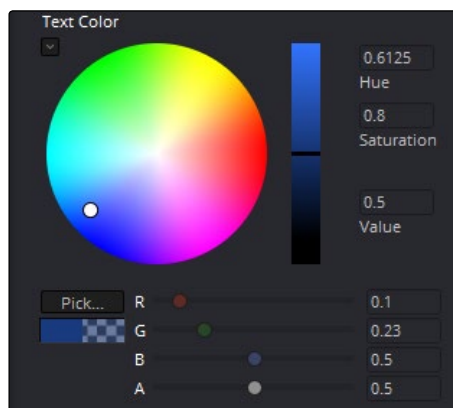 Text Color
0.6125
Hue
0.8
Saturation
0.5
Value
Pick...
R 0.1
G 0.23
B 0.5
A 0.5